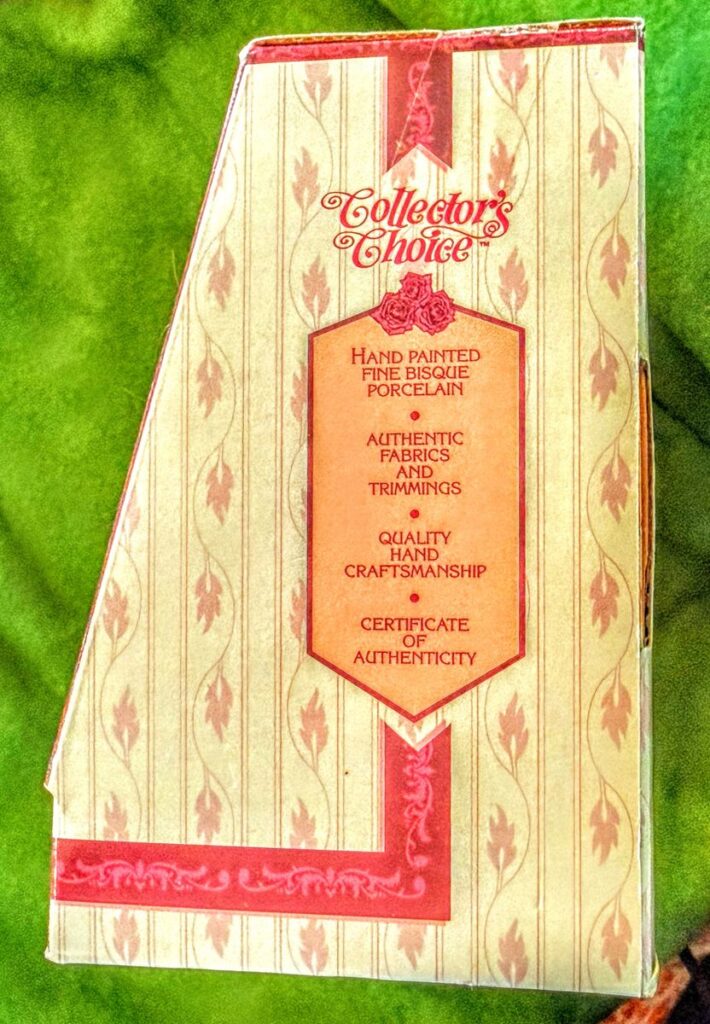 Collector's
Choice™
HAND PAINTED
FINE BISQUE
PORCELAIN
•
AUTHENTIC
FABRICS
AND
TRIMMINGS
•
QUALITY
HAND
CRAFTSMANSHIP
•
CERTIFICATE
OF
AUTHENTICITY